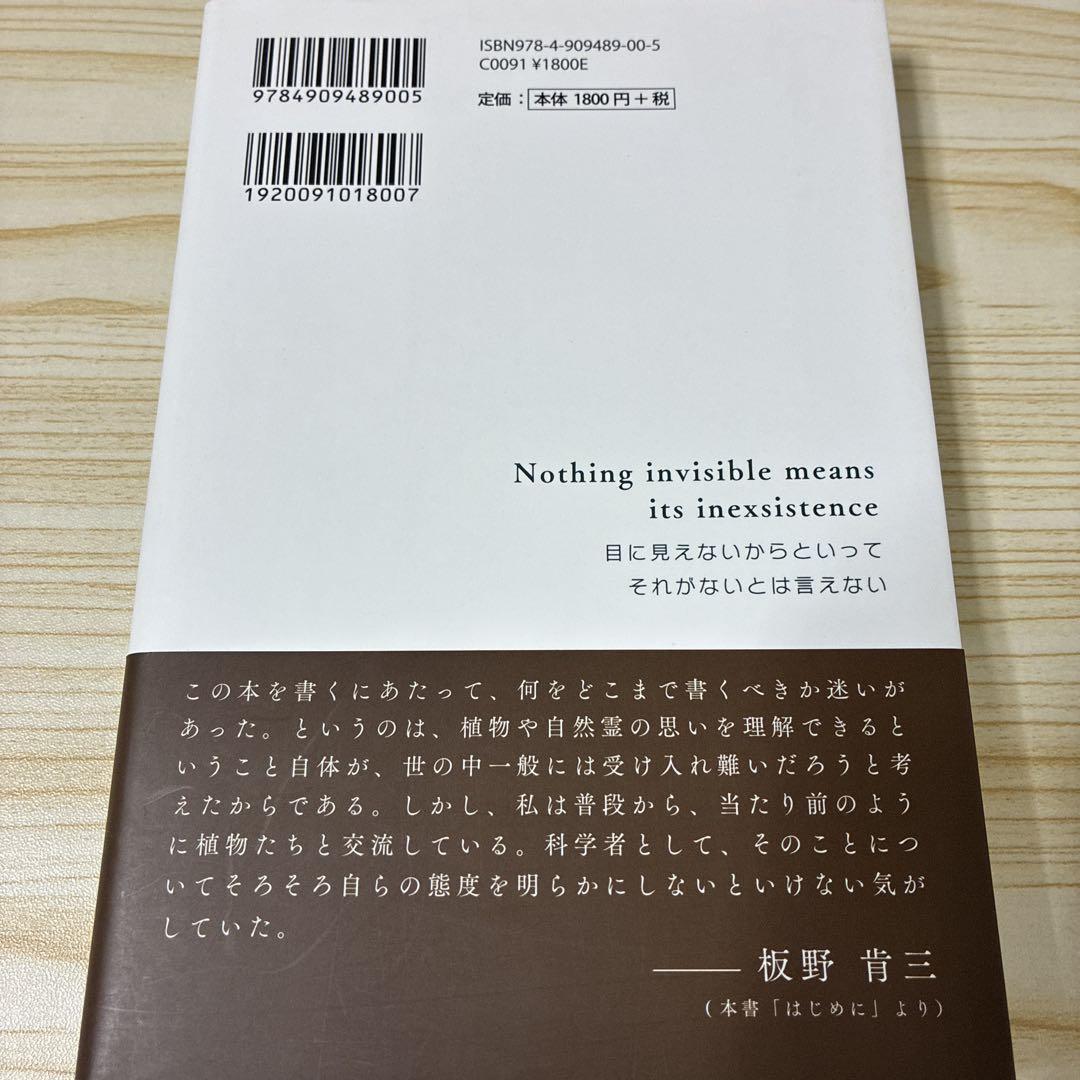 ISBN978-4-909489-00-5
C0091 ¥1800E
定価：本体 1800円＋税
9784909489005
1920091018007
Nothing invisible means
its inexsistence
目に見えないからといって
それがないとは言えない
この本を書くにあたって、何をどこまで書くべきか迷いが
あった。というのは、植物や自然霊の思いを理解できると
いうこと自体が、世の中一般には受け入れ難いだろうと考
えたからである。しかし、私は普段から、当たり前のよう
に植物たちと交流している。科学者として、そのことにつ
いてそろそろ自らの態度を明らかにしないといけない気が
していた。
――― 板野 肯三
(本書「はじめに」より)